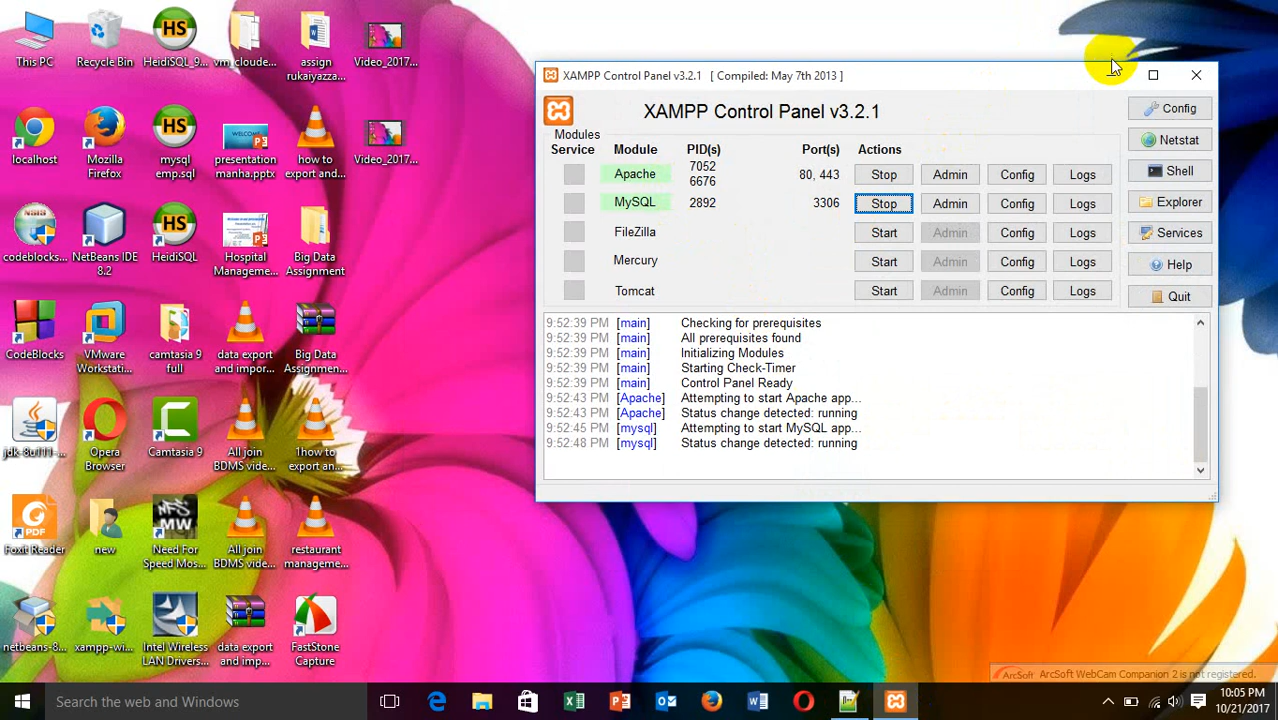 This PC
Recycle Bin
HeidiSQL_9...
vm_cloude...
assign
rukaiyazza...
Video_2017...
localhost
Mozilla
Firefox
mysql
emp.sql
WELCOME
presentation
manha.pptx
how to
export and...
Video_2017...
codeblocks...
NetBeans IDE
8.2
HeidiSQL
Hospital
Manageme...
Big Data
Assignment
CodeBlocks
VMware
Workstati...
camtasia 9
full
data export
and impor...
Big Data
Assignmen...
jdk-8u111-...
Opera
Browser
Camtasia 9
All join
BDMS vide...
1how to
export an...
Foxit Reader
new
Need For
Speed Mos...
All join
BDMS vide...
restaurant
manageme...
netbeans-8...
xampp-wi...
Intel Wireless
LAN Drivers...
data export
and imp...
FastStone
Capture
XAMPP Control Panel v3.2.1 [ Compiled: May 7th 2013 ]
XAMPP Control Panel v3.2.1
Modules
Service Module PID(s) Port(s) Actions
Apache 7052 6676 80, 443 Stop Admin Config Logs
MySQL 2892 3306 Stop Admin Config Logs
FileZilla Start Admin Config Logs
Mercury Start Admin Config Logs
Tomcat Start Admin Config Logs
Config
Netstat
Shell
Explorer
Services
Help
Quit
9:52:39 PM [main] Checking for prerequisites
9:52:39 PM [main] All prerequisites found
9:52:39 PM [main] Initializing Modules
9:52:39 PM [main] Starting Check-Timer
9:52:39 PM [main] Control Panel Ready
9:52:43 PM [Apache] Attempting to start Apache app...
9:52:43 PM [Apache] Status change detected: running
9:52:45 PM [mysql] Attempting to start MySQL app...
9:52:48 PM [mysql] Status change detected: running
ArcSoft ArcSoft WebCam Companion 2 is not registered.
Search the web and Windows
10:05 PM
10/21/2017